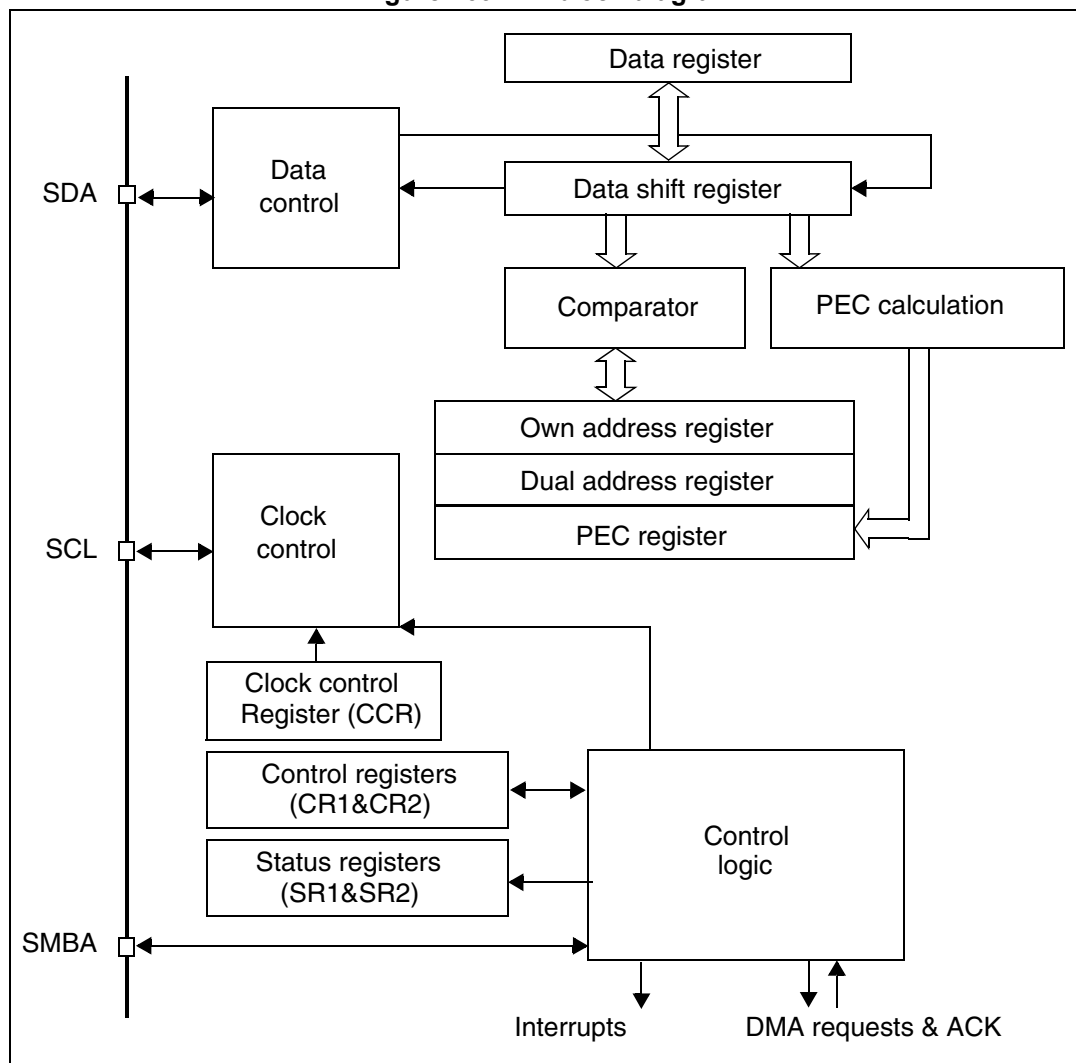 Data register
Data
control
SDA
Data shift register
Comparator
PEC calculation
Own address register
Dual address register
PEC register
Clock
control
SCL
Clock control
Register (CCR)
Control registers
(CR1&CR2)
Status registers
(SR1&SR2)
Control
logic
SMBA
Interrupts
DMA requests & ACK